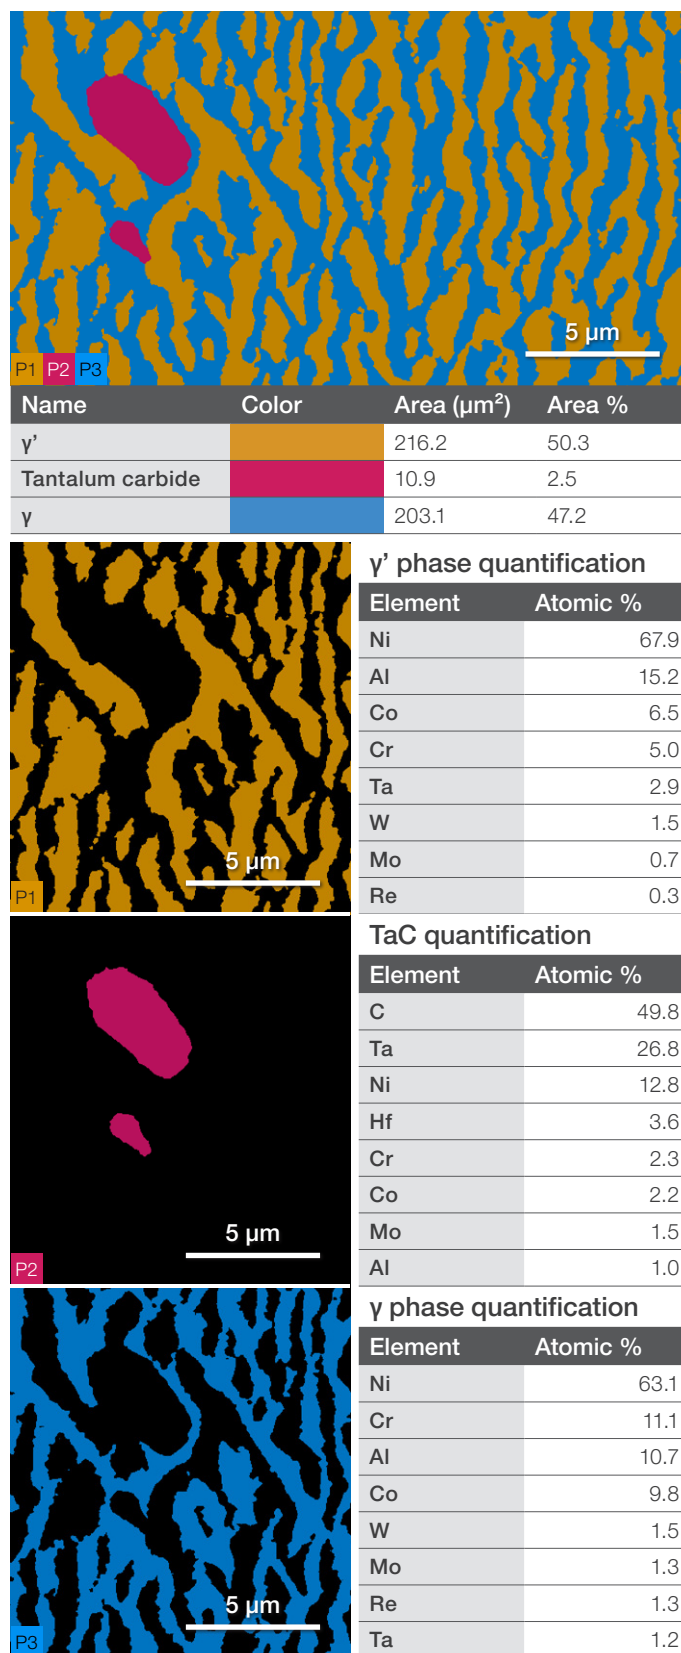 5 µm
P1 P2 P3
Name Color Area (µm²) Area %
γ’ 216.2 50.3
Tantalum carbide 10.9 2.5
γ 203.1 47.2
γ’ phase quantification
Element Atomic %
Ni 67.9
Al 15.2
Co 6.5
Cr 5.0
Ta 2.9
W 1.5
Mo 0.7
Re 0.3
5 µm
P1
TaC quantification
Element Atomic %
C 49.8
Ta 26.8
Ni 12.8
Hf 3.6
Cr 2.3
Co 2.2
Mo 1.5
Al 1.0
5 µm
P2
γ phase quantification
Element Atomic %
Ni 63.1
Cr 11.1
Al 10.7
Co 9.8
W 1.5
Mo 1.3
Re 1.3
Ta 1.2
5 µm
P3